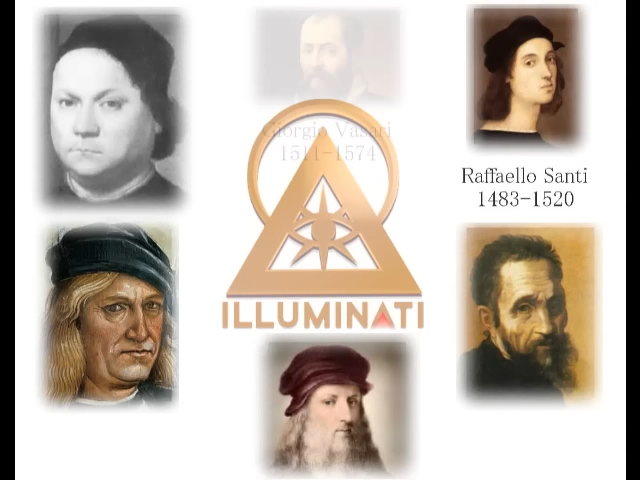 Giorgio Vasari
1511-1574
Raffaello Santi
1483-1520
ILLUMINATI